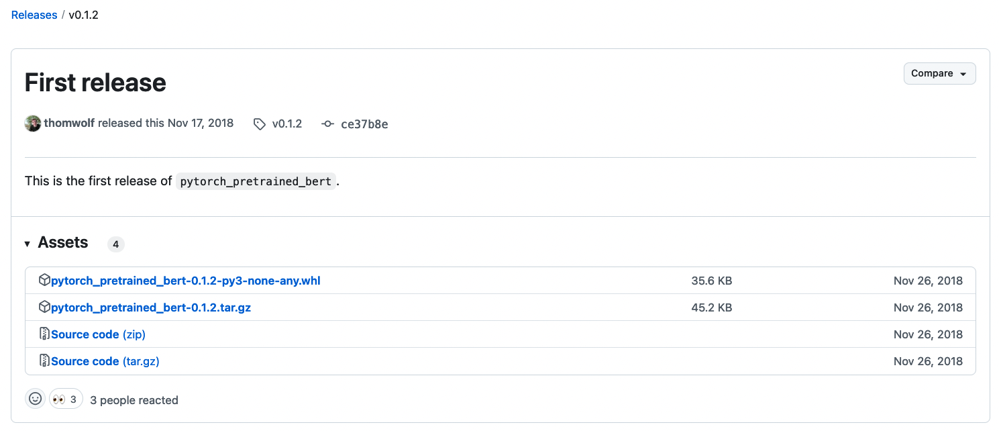 Releases / v0.1.2
First release
Compare
thomwolf released this Nov 17, 2018 v0.1.2 ce37b8e
This is the first release of pytorch_pretrained_bert.
Assets 4
pytorch_pretrained_bert-0.1.2-py3-none-any.whl 35.6 KB Nov 26, 2018
pytorch_pretrained_bert-0.1.2.tar.gz 45.2 KB Nov 26, 2018
Source code (zip) Nov 26, 2018
Source code (tar.gz) Nov 26, 2018
3 3 people reacted